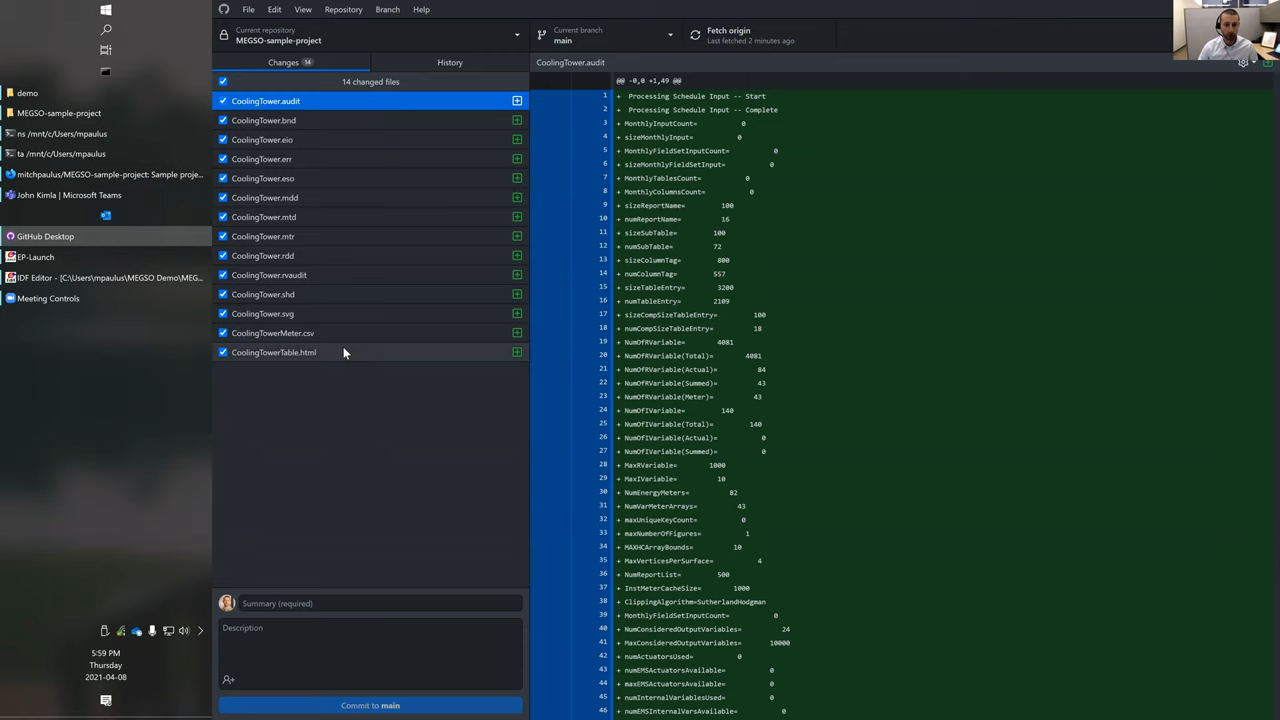 File Edit View Repository Branch Help
Current repository
MEGSO-sample-project
Current branch
main
Fetch origin
Last fetched 2 minutes ago
demo
MEGSO-sample-project
ns /mnt/c/Users/mpaulus
ta /mnt/c/Users/mpaulus
mitchpaulus/MEGSO-sample-project: Sample proje...
John Kimla | Microsoft Teams
GitHub Desktop
EP-Launch
IDF Editor - [C:\Users\mpaulus\MEGSO Demo\MEG...
Meeting Controls
5:59 PM
Thursday
2021-04-08
Changes 14 History
14 changed files
CoolingTower.audit
CoolingTower.bnd
CoolingTower.eio
CoolingTower.err
CoolingTower.eso
CoolingTower.mdd
CoolingTower.mtd
CoolingTower.mtr
CoolingTower.rdd
CoolingTower.rvaudit
CoolingTower.shd
CoolingTower.svg
CoolingTowerMeter.csv
CoolingTowerTable.html
Summary (required)
Description
Commit to main
CoolingTower.audit
@@ -0,0 +1,49 @@
1 + Processing Schedule Input -- Start
2 + Processing Schedule Input -- Complete
3 + MonthlyInputCount= 0
4 + sizeMonthlyInput= 0
5 + MonthlyFieldSetInputCount= 0
6 + sizeMonthlyFieldSetInput= 0
7 + MonthlyTablesCount= 0
8 + MonthlyColumnsCount= 0
9 + sizeReportName= 100
10 + numReportName= 16
11 + sizeSubTable= 100
12 + numSubTable= 72
13 + sizeColumnTag= 800
14 + numColumnTag= 557
15 + sizeTableEntry= 3200
16 + numTableEntry= 2109
17 + sizeCompSizeTableEntry= 100
18 + numCompSizeTableEntry= 18
19 + NumOfRVariable= 4081
20 + NumOfRVariable(Total)= 4081
21 + NumOfRVariable(Actual)= 84
22 + NumOfRVariable(Summed)= 43
23 + NumOfRVariable(Meter)= 43
24 + NumOfIVariable= 140
25 + NumOfIVariable(Total)= 140
26 + NumOfIVariable(Actual)= 0
27 + NumOfIVariable(Summed)= 0
28 + MaxRVariable= 1000
29 + MaxIVariable= 10
30 + NumEnergyMeters= 82
31 + NumVarMeterArrays= 43
32 + maxUniqueKeyCount= 0
33 + maxNumberOfFigures= 1
34 + MAXHCArrayBounds= 10
35 + MaxVerticesPerSurface= 4
36 + NumReportList= 500
37 + InstMeterCacheSize= 1000
38 + ClippingAlgorithm=SutherlandHodgman
39 + MonthlyFieldSetInputCount= 0
40 + NumConsideredOutputVariables= 24
41 + MaxConsideredOutputVariables= 10000
42 + numActuatorsUsed= 0
43 + numEMSActuatorsAvailable= 0
44 + maxEMSActuatorsAvailable= 0
45 + numInternalVariablesUsed= 0
46 + numEMSInternalVarsAvailable= 0